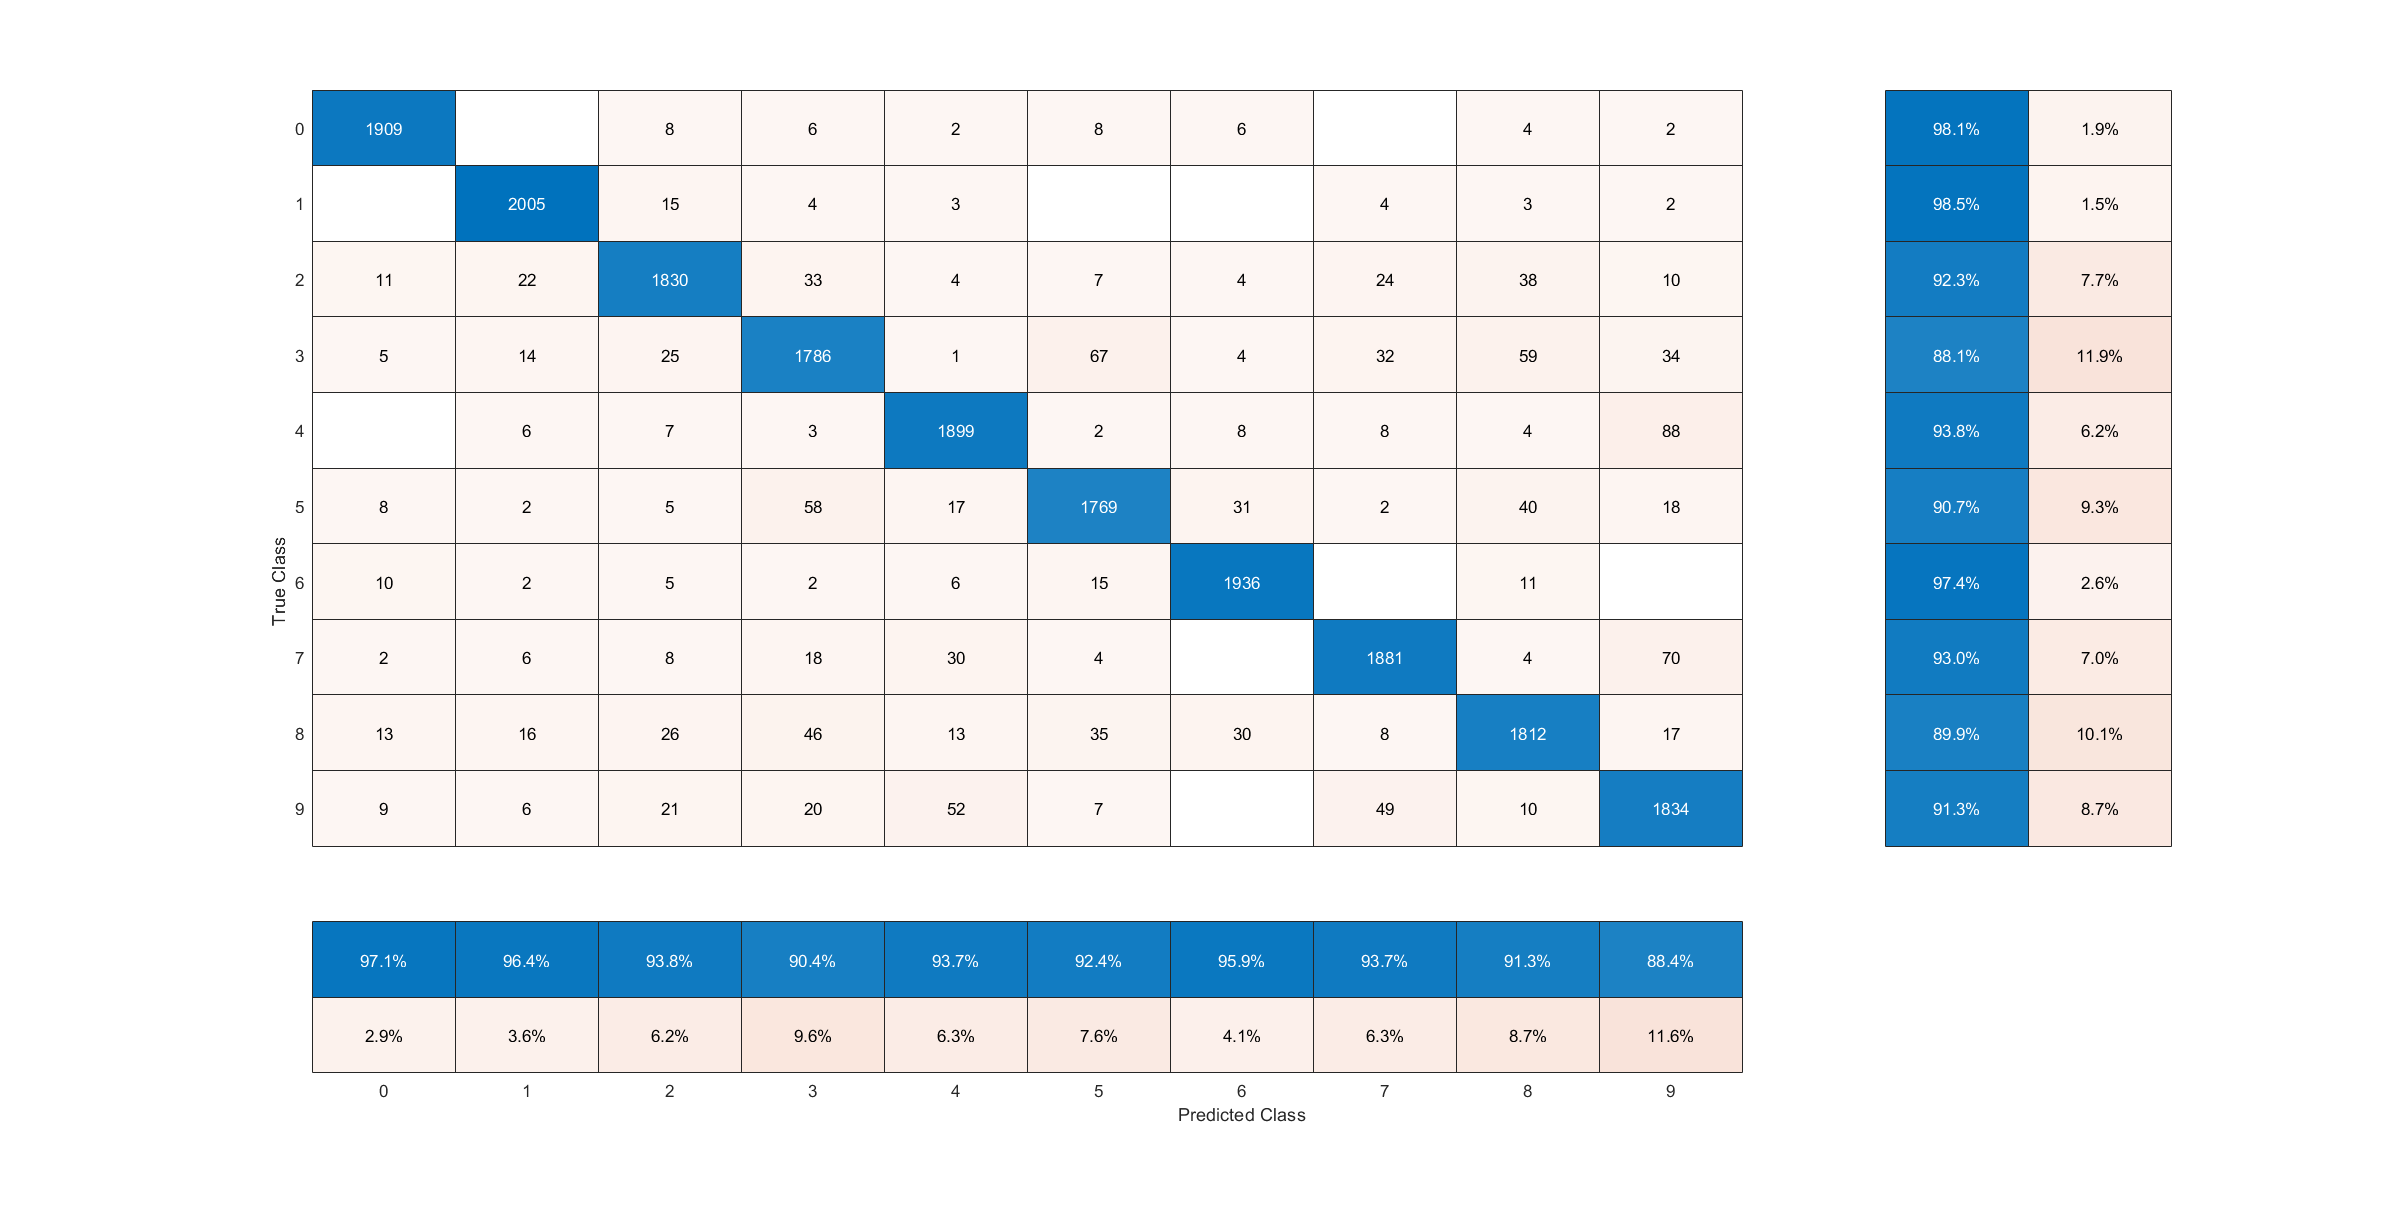 0 1909 8 6 2 8 6 4 2 98.1% 1.9%
1 2005 15 4 3 4 3 2 98.5% 1.5%
2 11 22 1830 33 4 7 4 24 38 10 92.3% 7.7%
3 5 14 25 1786 1 67 4 32 59 34 88.1% 11.9%
4 6 7 3 1899 2 8 8 4 88 93.8% 6.2%
5 8 2 5 58 17 1769 31 2 40 18 90.7% 9.3%
True Class
6 10 2 5 2 6 15 1936 11 97.4% 2.6%
7 2 6 8 18 30 4 1881 4 70 93.0% 7.0%
8 13 16 26 46 13 35 30 8 1812 17 89.9% 10.1%
9 9 6 21 20 52 7 49 10 1834 91.3% 8.7%
97.1% 96.4% 93.8% 90.4% 93.7% 92.4% 95.9% 93.7% 91.3% 88.4%
2.9% 3.6% 6.2% 9.6% 6.3% 7.6% 4.1% 6.3% 8.7% 11.6%
0 1 2 3 4 5 6 7 8 9
Predicted Class